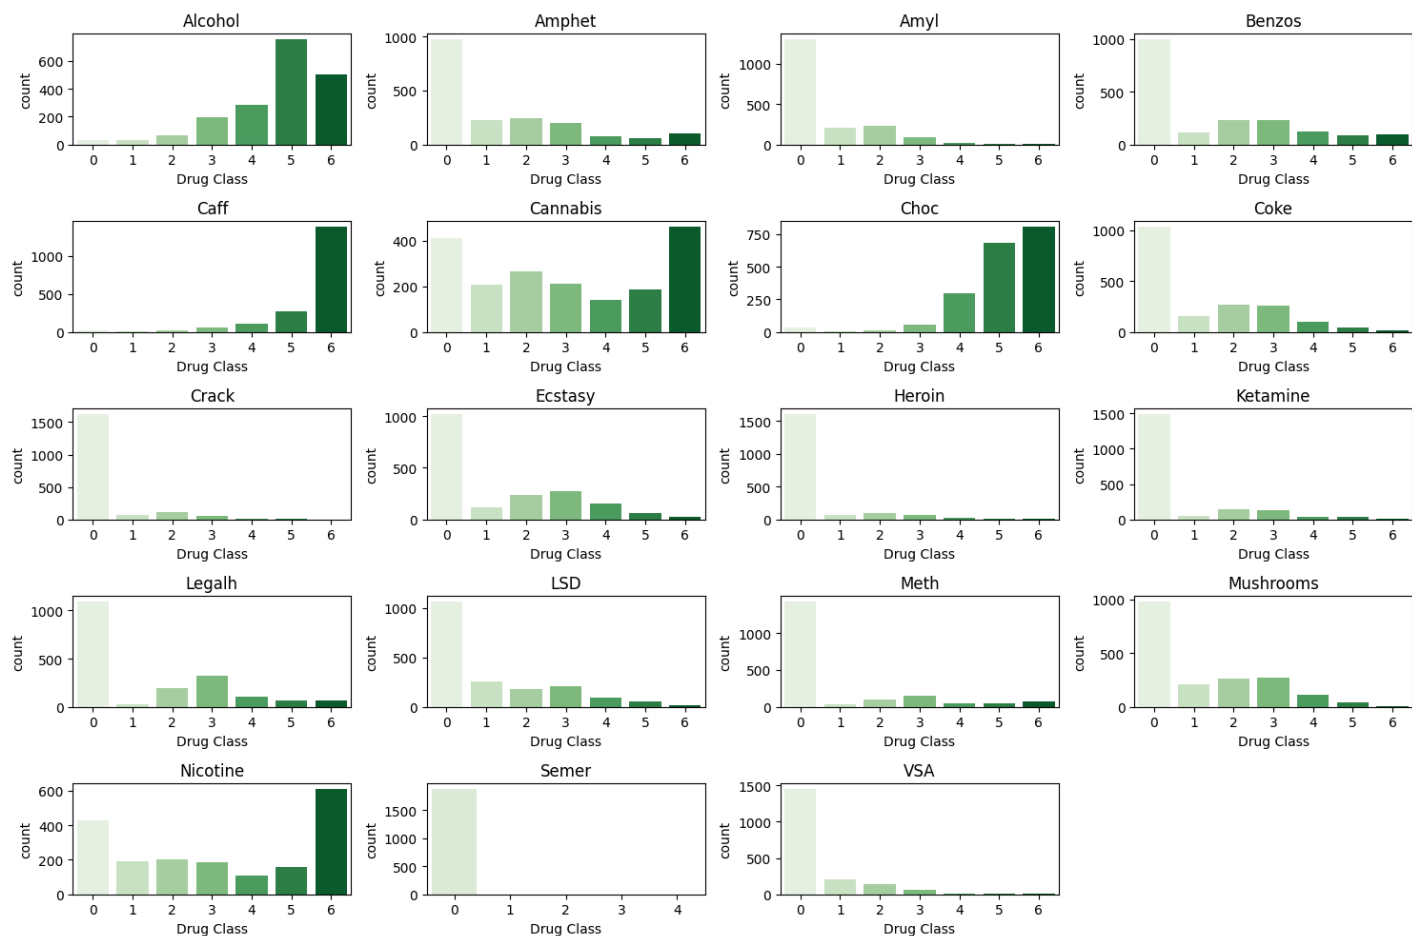 Alcohol
600
400
200
0
count
0 1 2 3 4 5 6
Drug Class
Amphet
1000
500
0
count
0 1 2 3 4 5 6
Drug Class
Amyl
1000
500
0
count
0 1 2 3 4 5 6
Drug Class
Benzos
1000
500
0
count
0 1 2 3 4 5 6
Drug Class
Caff
1000
500
0
count
0 1 2 3 4 5 6
Drug Class
Cannabis
400
200
0
count
0 1 2 3 4 5 6
Drug Class
Choc
750
500
250
0
count
0 1 2 3 4 5 6
Drug Class
Coke
1000
500
0
count
0 1 2 3 4 5 6
Drug Class
Crack
1500
1000
500
0
count
0 1 2 3 4 5 6
Drug Class
Ecstasy
1000
500
0
count
0 1 2 3 4 5 6
Drug Class
Heroin
1500
1000
500
0
count
0 1 2 3 4 5 6
Drug Class
Ketamine
1500
1000
500
0
count
0 1 2 3 4 5 6
Drug Class
Legalh
1000
500
0
count
0 1 2 3 4 5 6
Drug Class
LSD
1000
500
0
count
0 1 2 3 4 5 6
Drug Class
Meth
1000
500
0
count
0 1 2 3 4 5 6
Drug Class
Mushrooms
1000
500
0
count
0 1 2 3 4 5 6
Drug Class
Nicotine
600
400
200
0
count
0 1 2 3 4 5 6
Drug Class
Semer
1500
1000
500
0
count
0 1 2 3 4
Drug Class
VSA
1500
1000
500
0
count
0 1 2 3 4 5 6
Drug Class